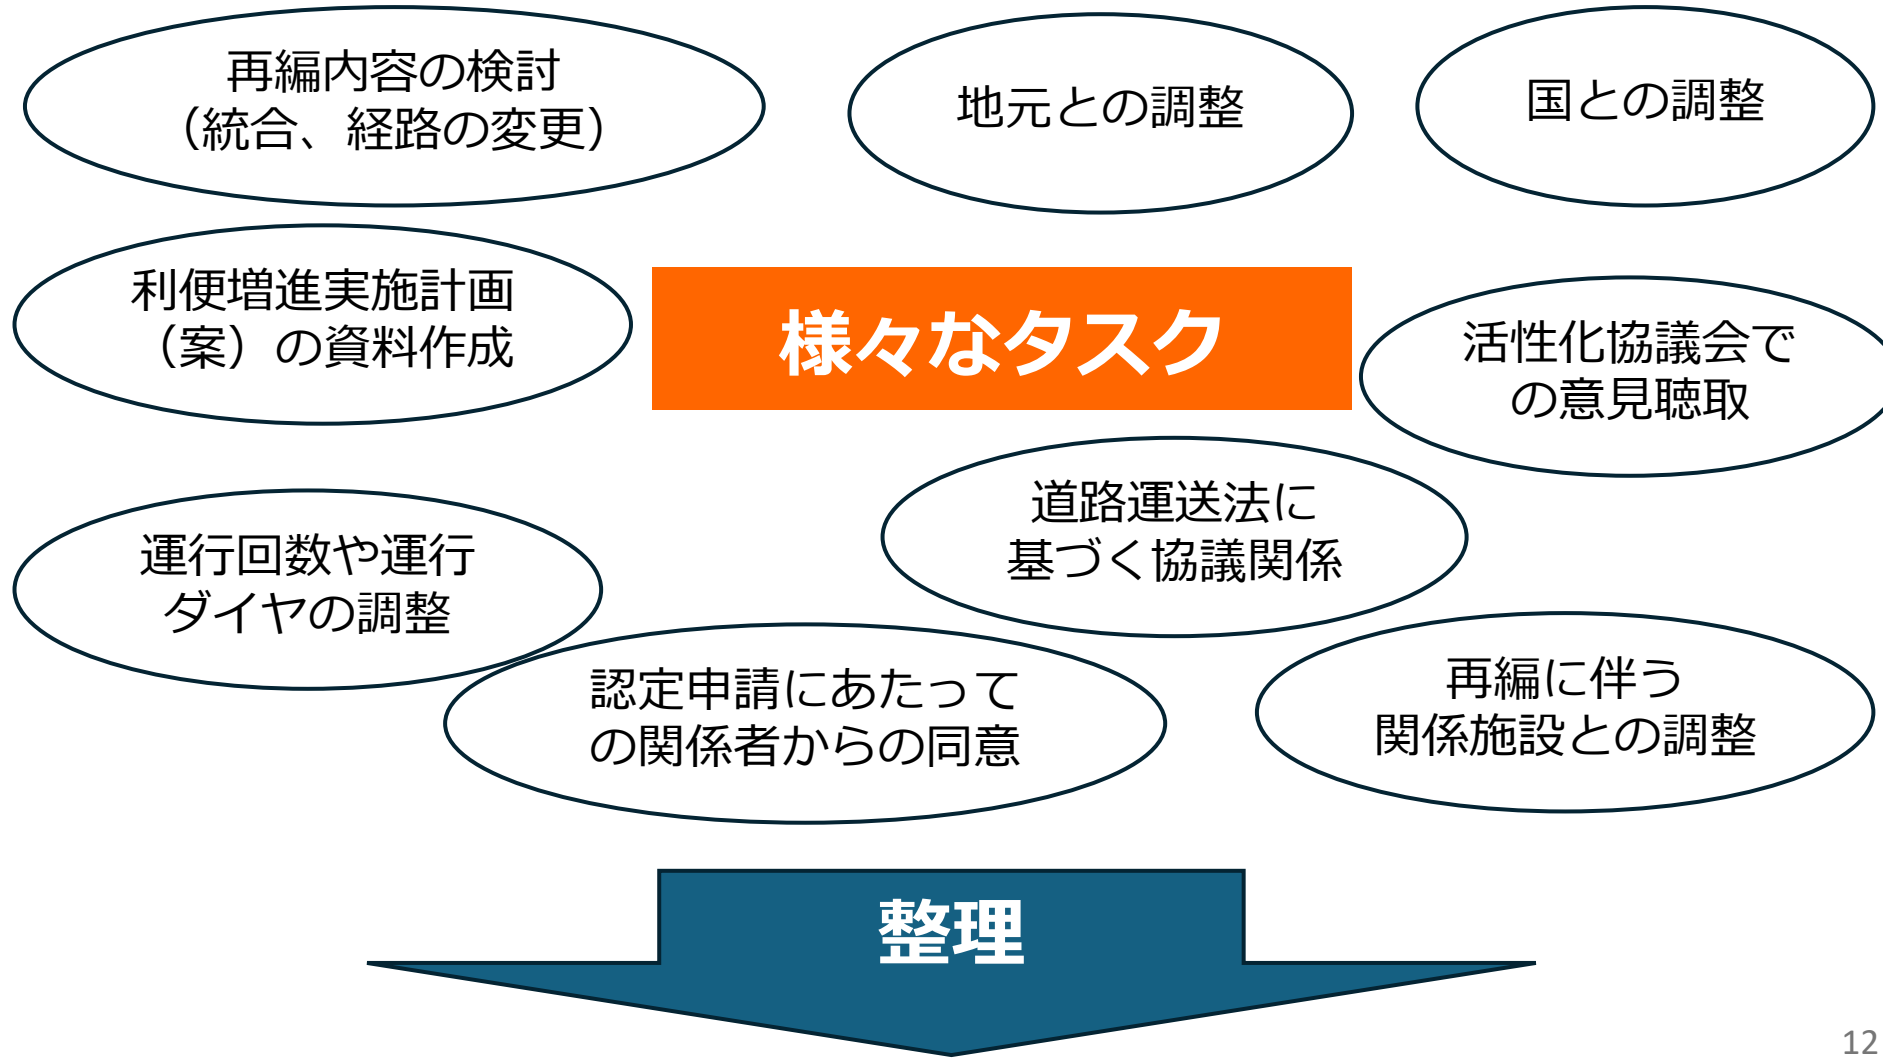 再編内容の検討
（統合、経路の変更）
地元との調整
国との調整
利便増進実施計画
（案）の資料作成
様々なタスク
活性化協議会で
の意見聴取
道路運送法に
基づく協議関係
運行回数や運行
ダイヤの調整
認定申請にあたって
の関係者からの同意
再編に伴う
関係施設との調整
整理
12